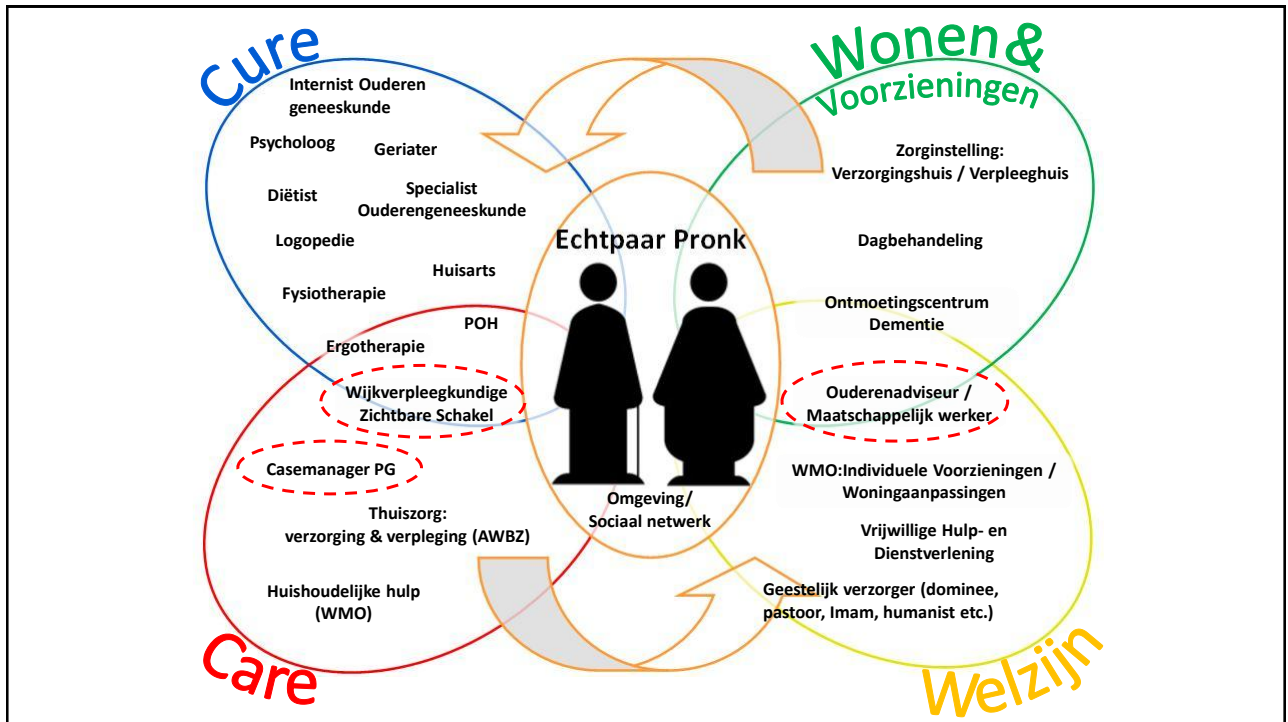 Cure
Internist Ouderen
geneeskunde
Psycholoog
Geriater
Diëtist
Specialist
Ouderengeneeskunde
Logopedie
Huisarts
Fysiotherapie
POH
Ergotherapie
Wijkverpleegkundige
Zichtbare Schakel
Casemanager PG
Thuiszorg:
verzorging & verpleging (AWBZ)
Huishoudelijke hulp
(WMO)
Care
Echtpaar Pronk
Omgeving/
Sociaal netwerk
Wonen&
Voorzieningen
Zorginstelling:
Verzorgingshuis / Verpleeghuis
Dagbehandeling
Ontmoetingscentrum
Dementie
Ouderenadviseur /
Maatschappelijk werker
WMO:Individuele Voorzieningen /
Woningaanpassingen
Vrijwillige Hulp- en
Dienstverlening
Geestelijk verzorger (dominee,
pastoor, Imam, humanist etc.)
Welzijn